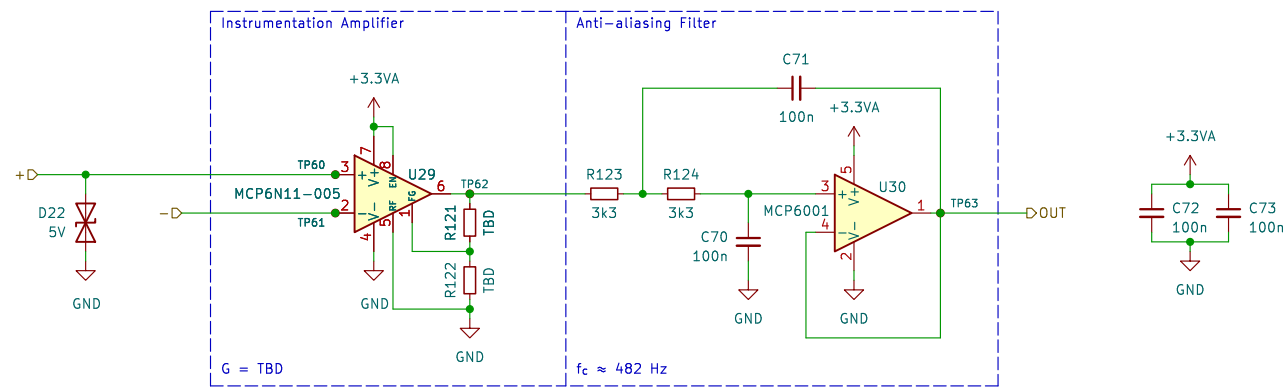 Instrumentation Amplifier
Anti-aliasing Filter
C71
100n
+3.3VA
+3.3VA
+3.3VA
+
D22
5V
GND
-
TP60
TP61
MCP6N11-005
3
2
7
8
4
5
1
6
+
-
V+
V-
EN
RF
FG
U29
GND
TP62
R121
TBD
R122
TBD
GND
R123
3k3
R124
3k3
C70
100n
GND
MCP6001
3
4
5
2
1
+
-
V+
V-
U30
GND
TP63
OUT
C72
100n
C73
100n
GND
G = TBD
fc ≈ 482 Hz